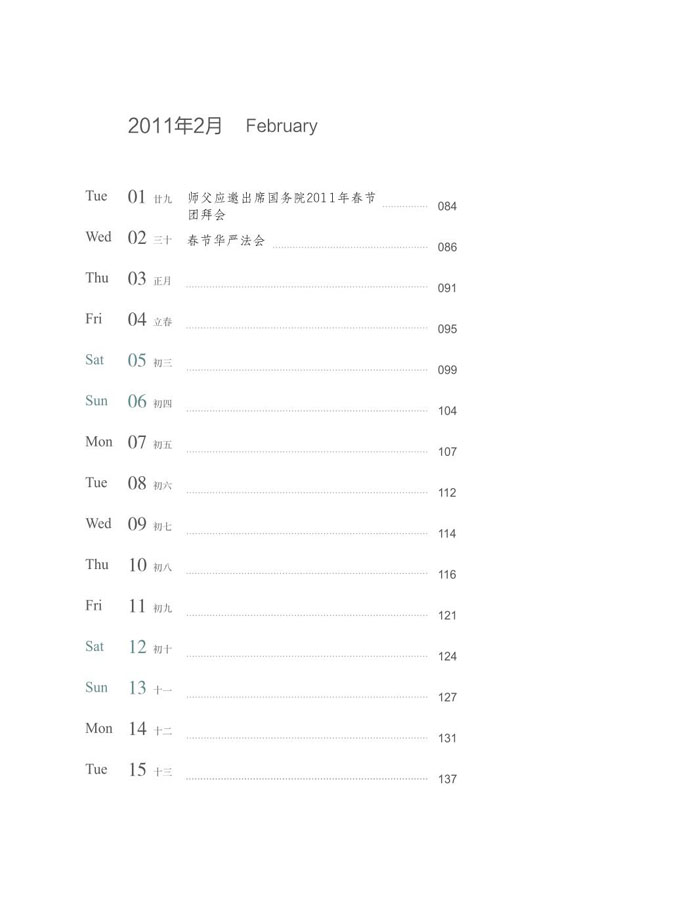 2011年2月 February
Tue 01 廿九 师父应邀出席国务院2011年春节 084
团拜会
Wed 02 三十 春节华严法会 086
Thu 03 正月 091
Fri 04 立春 095
Sat 05 初三 099
Sun 06 初四 104
Mon 07 初五 107
Tue 08 初六 112
Wed 09 初七 114
Thu 10 初八 116
Fri 11 初九 121
Sat 12 初十 124
Sun 13 十一 127
Mon 14 十二 131
Tue 15 十三 137